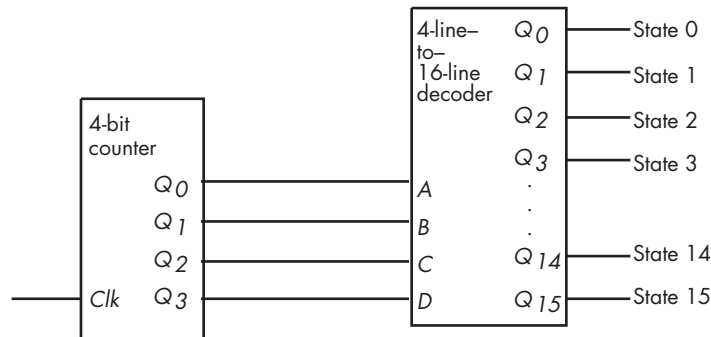 4-line–
to–
16-line
decoder
Q0
State 0
Q1
State 1
Q2
State 2
Q3
State 3
.
.
.
Q14
State 14
Q15
State 15
A
B
C
D
4-bit
counter
Q0
Q1
Q2
Clk
Q3